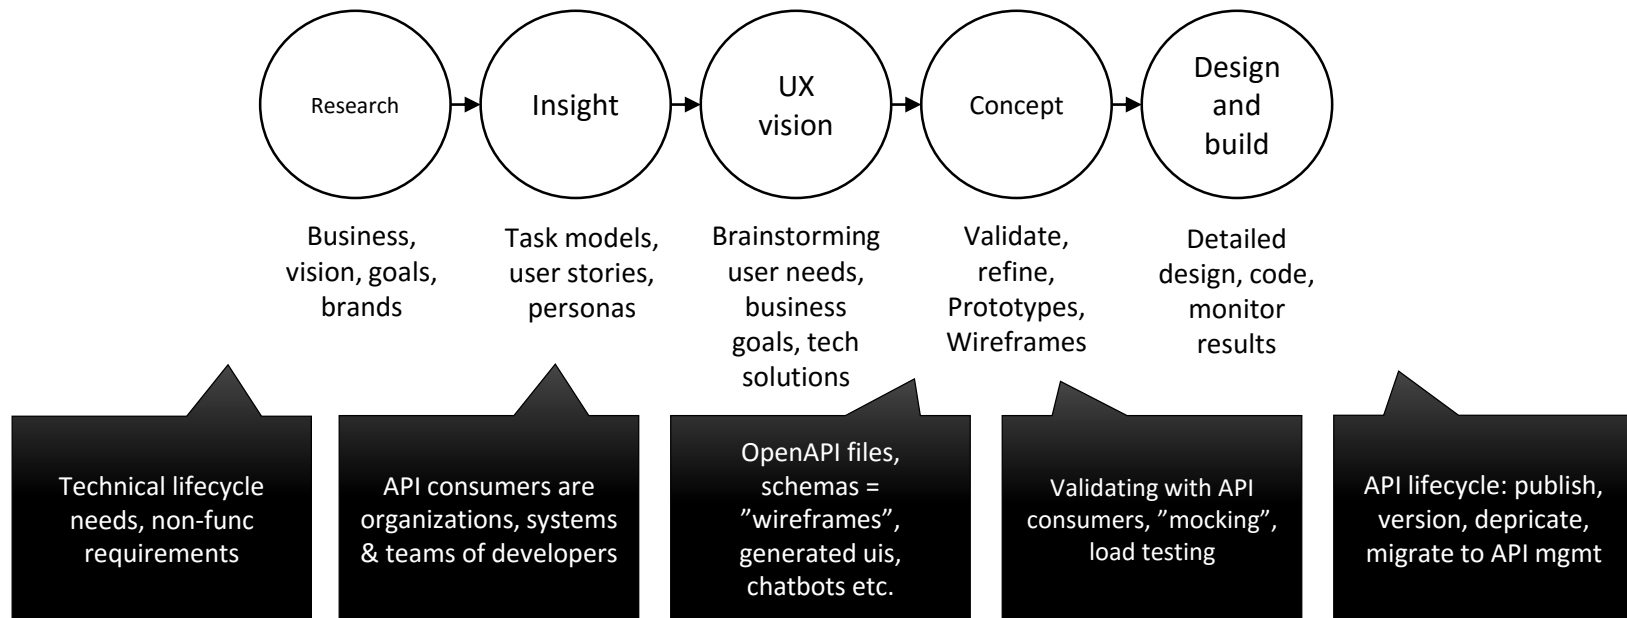 Research
Insight
UX
vision
Concept
Design
and
build
Business,
vision, goals,
brands
Task models,
user stories,
personas
Brainstorming
user needs,
business
goals, tech
solutions
Validate,
refine,
Prototypes,
Wireframes
Detailed
design, code,
monitor
results
Technical lifecycle
needs, non-func
requirements
API consumers are
organizations, systems
& teams of developers
OpenAPI files,
schemas =
”wireframes”,
generated uis,
chatbots etc.
Validating with API
consumers, ”mocking”,
load testing
API lifecycle: publish,
version, depricate,
migrate to API mgmt